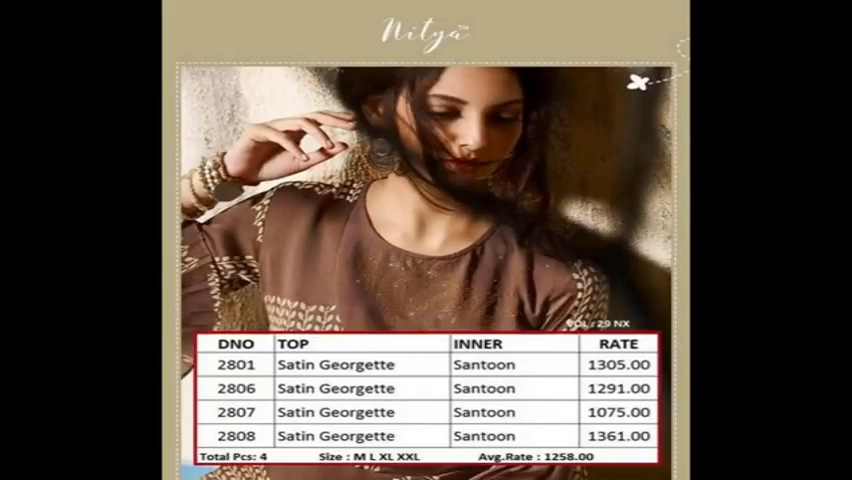 Nitya™
VOL : 29 NX
DNO TOP INNER RATE
2801 Satin Georgette Santoon 1305.00
2806 Satin Georgette Santoon 1291.00
2807 Satin Georgette Santoon 1075.00
2808 Satin Georgette Santoon 1361.00
Total Pcs: 4 Size : M L XL XXL Avg.Rate : 1258.00